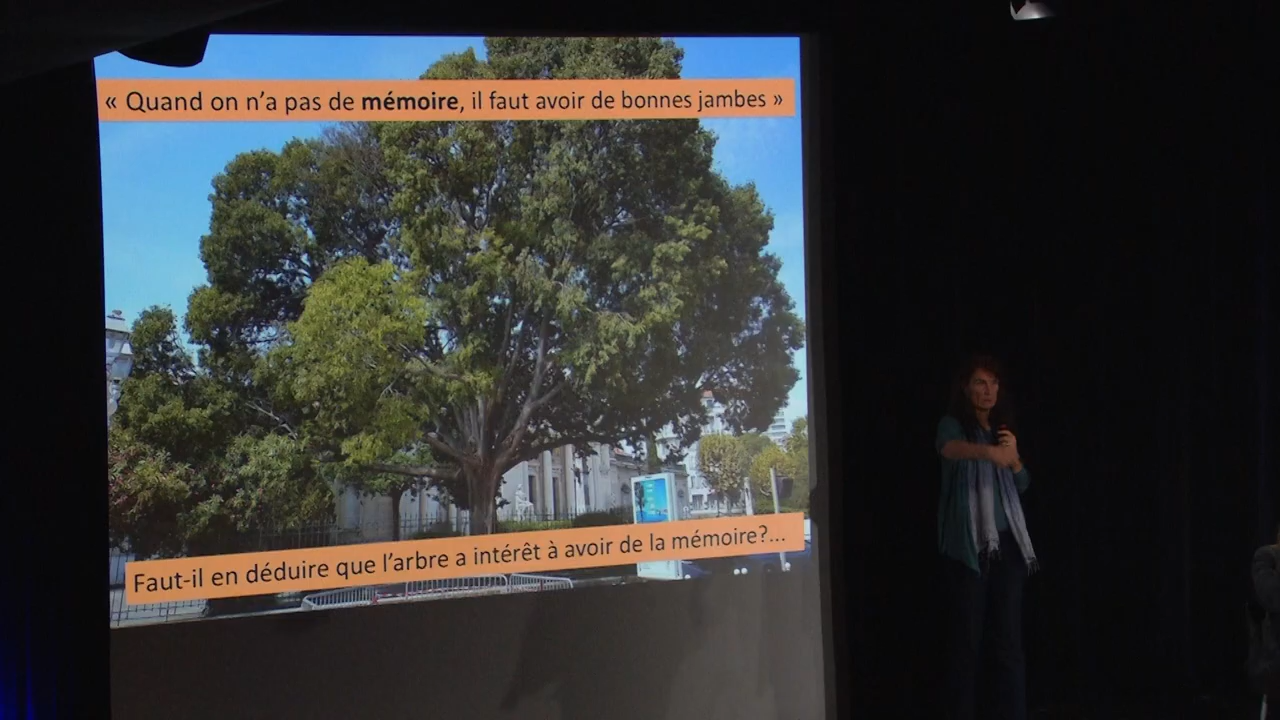 « Quand on n’a pas de mémoire, il faut avoir de bonnes jambes »
Faut-il en déduire que l’arbre a intérêt à avoir de la mémoire?...